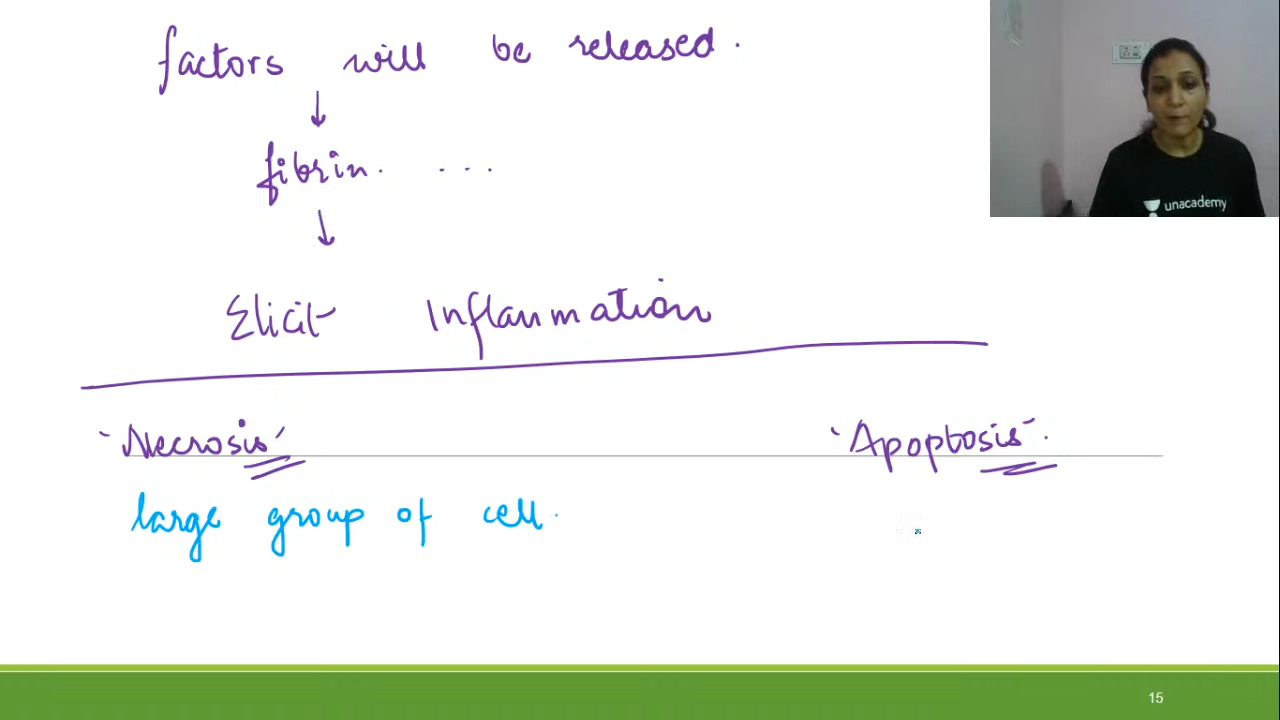 factors will be released.
↓
fibrin. ...
↓
Elicit Inflammation
unacademy
'Necrosis'
'Apoptosis'.
large group of cell.
15